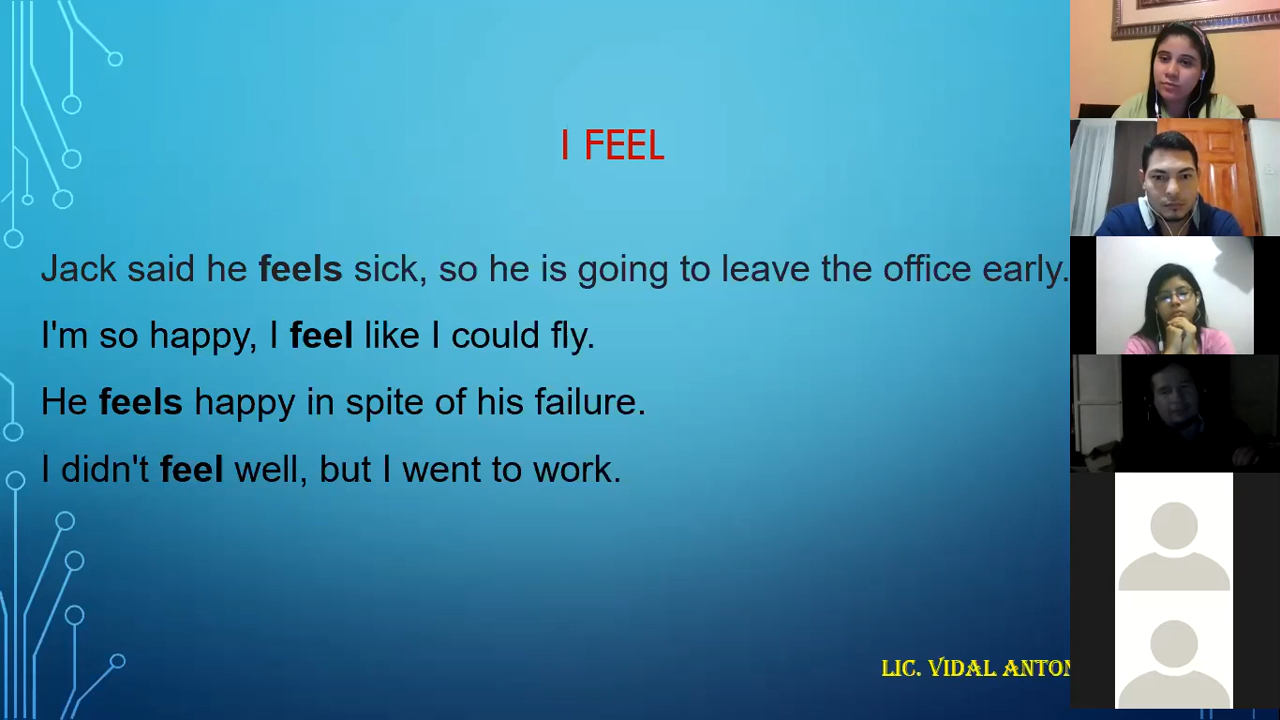 I FEEL
Jack said he feels sick, so he is going to leave the office early.
I'm so happy, I feel like I could fly.
He feels happy in spite of his failure.
I didn't feel well, but I went to work.
LIC. VIDAL